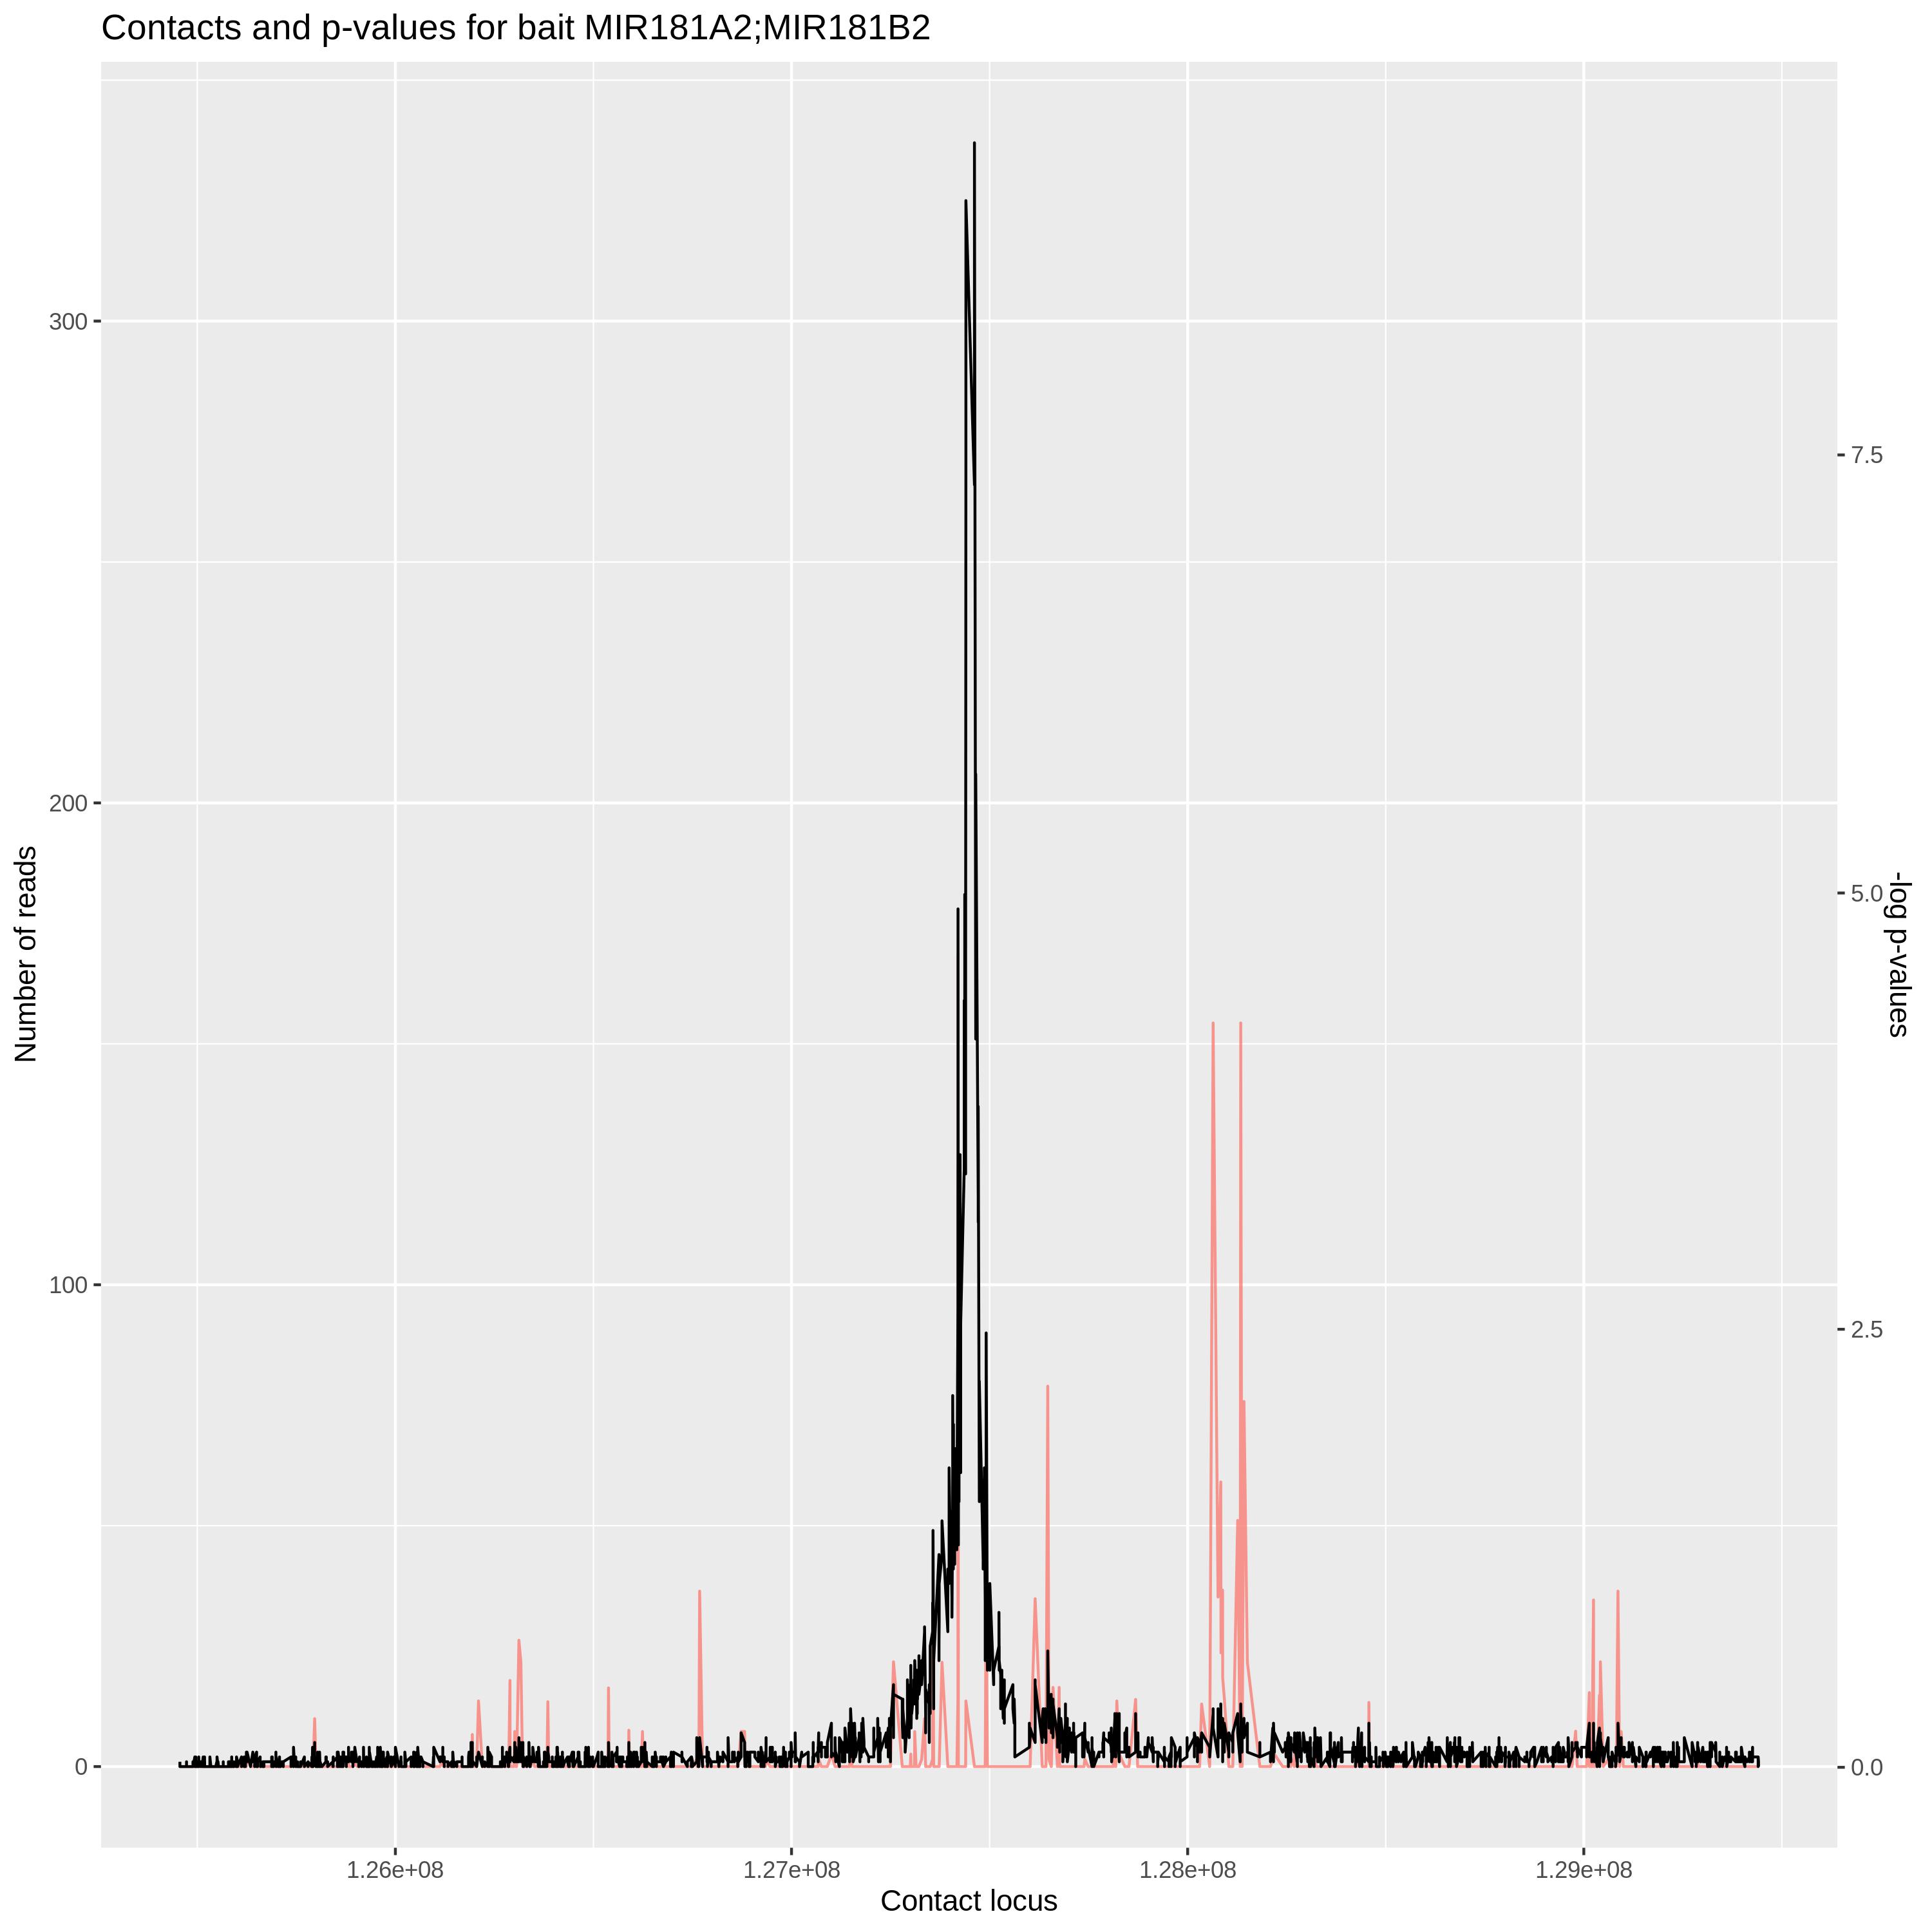 Contacts and p-values for bait MIR181A2;MIR181B2
300
200
100
0
Number of reads
7.5
5.0
2.5
0.0
-log p-values
1.26e+08
1.27e+08
1.28e+08
1.29e+08
Contact locus